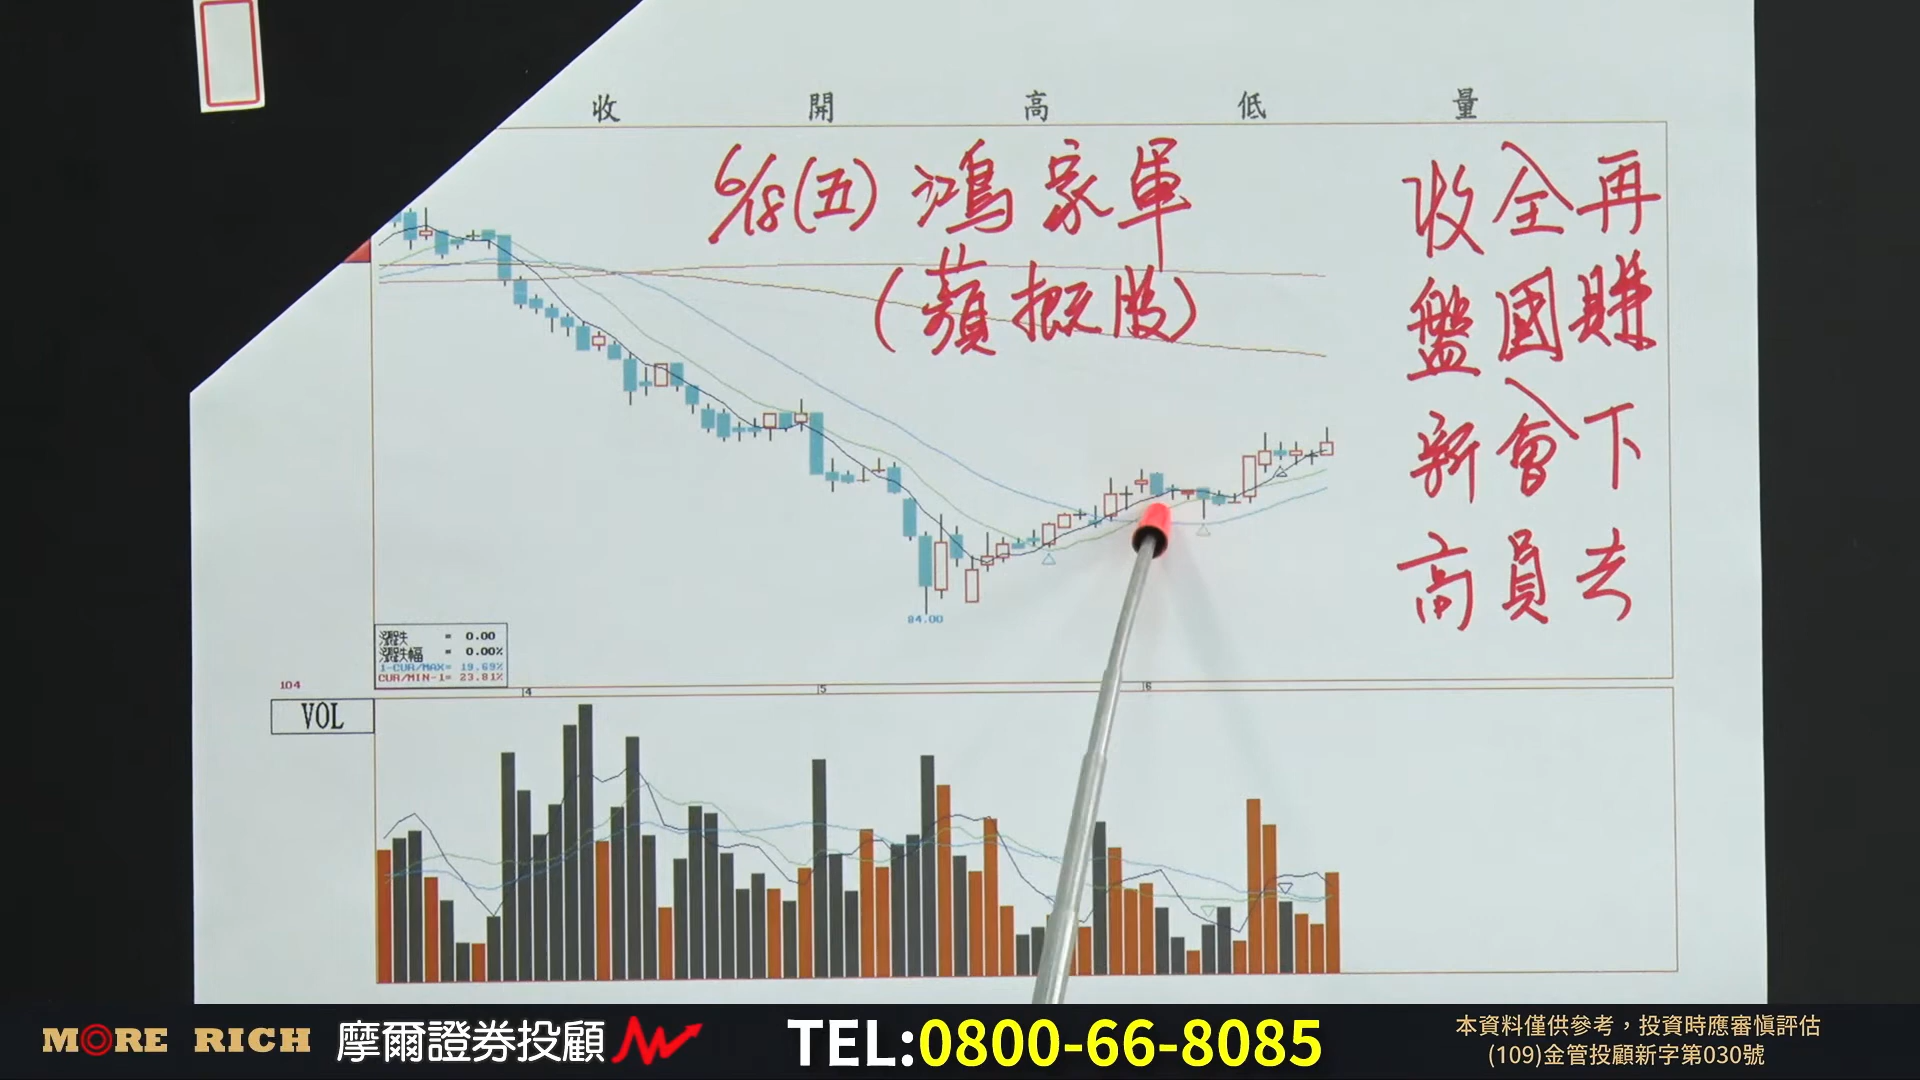 收 開 高 低 量
6/18(五) 鴻家軍
(蘋概股)
再賺下去
全國會員
收盤新高
84.00
漲跌 = 0.00
漲跌幅 = 0.00%
1-CUR/MAX= 19.69%
CUR/MIN-1= 23.81%
104
4 5 6
VOL
MORE RICH 摩爾證券投顧
TEL:0800-66-8085
本資料僅供參考，投資時應審慎評估
(109)金管投顧新字第030號